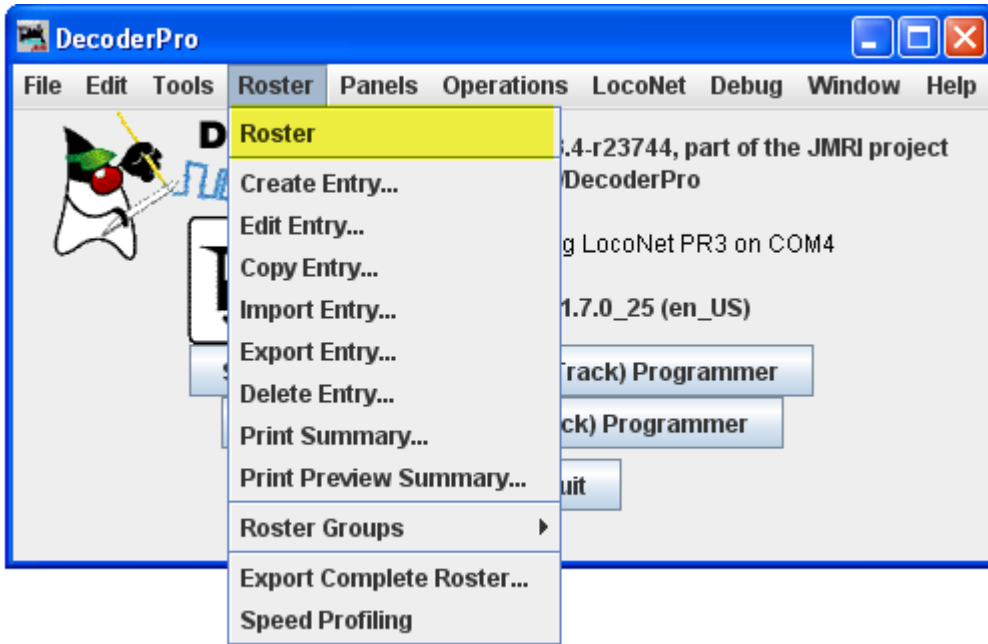 DecoderPro
File Edit Tools Roster Panels Operations LocoNet Debug Window Help
Roster
Create Entry...
Edit Entry...
Copy Entry...
Import Entry...
Export Entry...
Delete Entry...
Print Summary...
Print Preview Summary...
Roster Groups
Export Complete Roster...
Speed Profiling
D
.4-r23744, part of the JMRI project
/DecoderPro
g LocoNet PR3 on COM4
1.7.0_25 (en_US)
Track) Programmer
ck) Programmer
uit